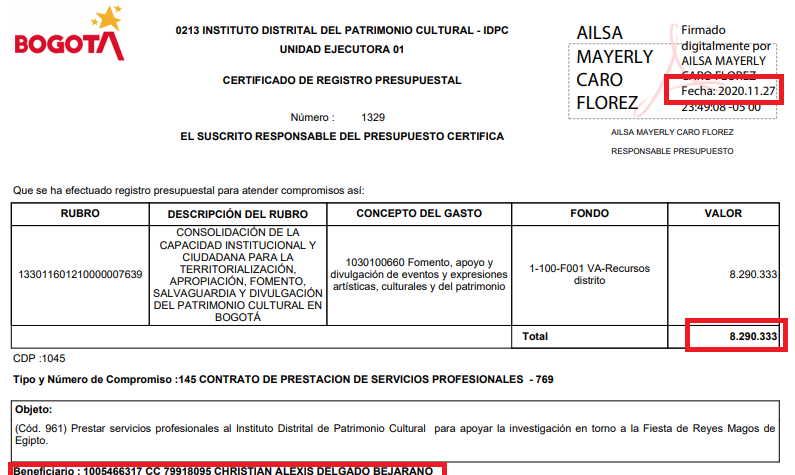 BOGOTÁ
0213 INSTITUTO DISTRITAL DEL PATRIMONIO CULTURAL - IDPC
UNIDAD EJECUTORA 01
CERTIFICADO DE REGISTRO PRESUPUESTAL
Número : 1329
EL SUSCRITO RESPONSABLE DEL PRESUPUESTO CERTIFICA
AILSA
MAYERLY
CARO
FLOREZ
Firmado
digitalmente por
AILSA MAYERLY
CARO FLOREZ
Fecha: 2020.11.27
23:49:08 -05 00
AILSA MAYERLY CARO FLOREZ
RESPONSABLE PRESUPUESTO
Que se ha efectuado registro presupuestal para atender compromisos así:
RUBRO DESCRIPCIÓN DEL RUBRO CONCEPTO DEL GASTO FONDO VALOR
133011601210000007639
CONSOLIDACIÓN DE LA
CAPACIDAD INSTITUCIONAL Y
CIUDADANA PARA LA
TERRITORIALIZACIÓN,
APROPIACIÓN, FOMENTO,
SALVAGUARDIA Y DIVULGACIÓN
DEL PATRIMONIO CULTURAL EN
BOGOTÁ
1030100660 Fomento, apoyo y
divulgación de eventos y expresiones
artísticas, culturales y del patrimonio
1-100-F001 VA-Recursos
distrito
8.290.333
Total 8.290.333
CDP :1045
Tipo y Número de Compromiso :145 CONTRATO DE PRESTACION DE SERVICIOS PROFESIONALES - 769
Objeto:
(Cód. 961) Prestar servicios profesionales al Instituto Distrital de Patrimonio Cultural para apoyar la investigación en torno a la Fiesta de Reyes Magos de
Egipto.
Beneficiario : 1005466317 CC 79918095 CHRISTIAN ALEXIS DELGADO BEJARANO